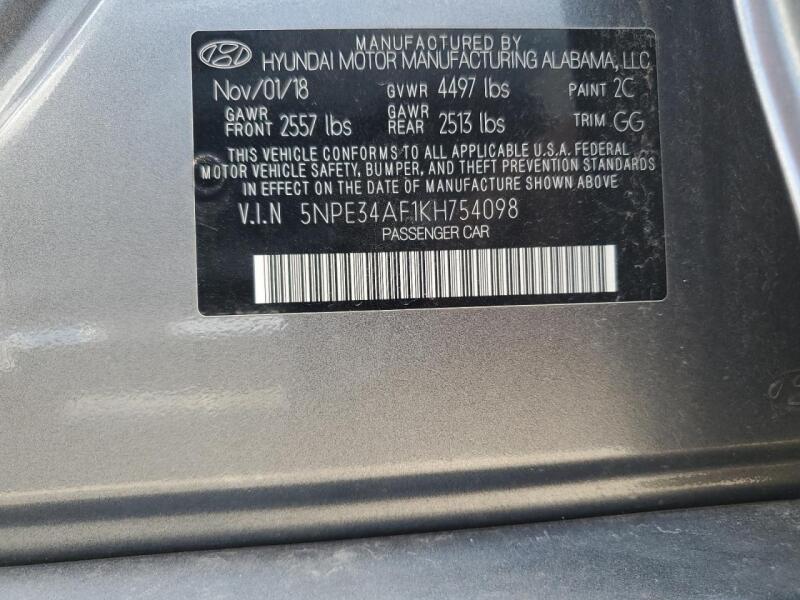 MANUFACTURED BY
HYUNDAI MOTOR MANUFACTURING ALABAMA, LLC
Nov/01/18 GVWR 4497 lbs PAINT 2C
GAWR FRONT 2557 lbs GAWR REAR 2513 lbs TRIM GG
THIS VEHICLE CONFORMS TO ALL APPLICABLE U.S.A. FEDERAL
MOTOR VEHICLE SAFETY, BUMPER, AND THEFT PREVENTION STANDARDS
IN EFFECT ON THE DATE OF MANUFACTURE SHOWN ABOVE
V.I.N 5NPE34AF1KH754098
PASSENGER CAR